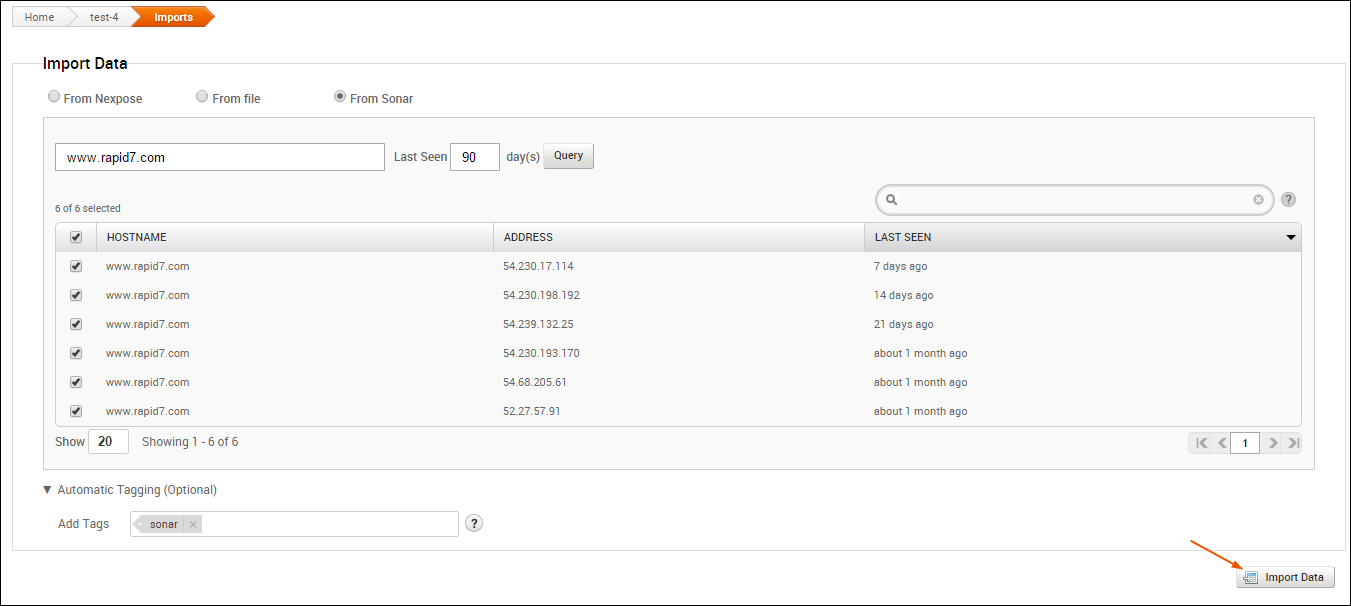 Home test-4 Imports
Import Data
From Nexpose From file From Sonar
www.rapid7.com Last Seen 90 day(s) Query
6 of 6 selected ?
HOSTNAME ADDRESS LAST SEEN
www.rapid7.com 54.230.17.114 7 days ago
www.rapid7.com 54.230.198.192 14 days ago
www.rapid7.com 54.239.132.25 21 days ago
www.rapid7.com 54.230.193.170 about 1 month ago
www.rapid7.com 54.68.205.61 about 1 month ago
www.rapid7.com 52.27.57.91 about 1 month ago
Show 20 Showing 1 - 6 of 6 1
Automatic Tagging (Optional)
Add Tags sonar ?
Import Data